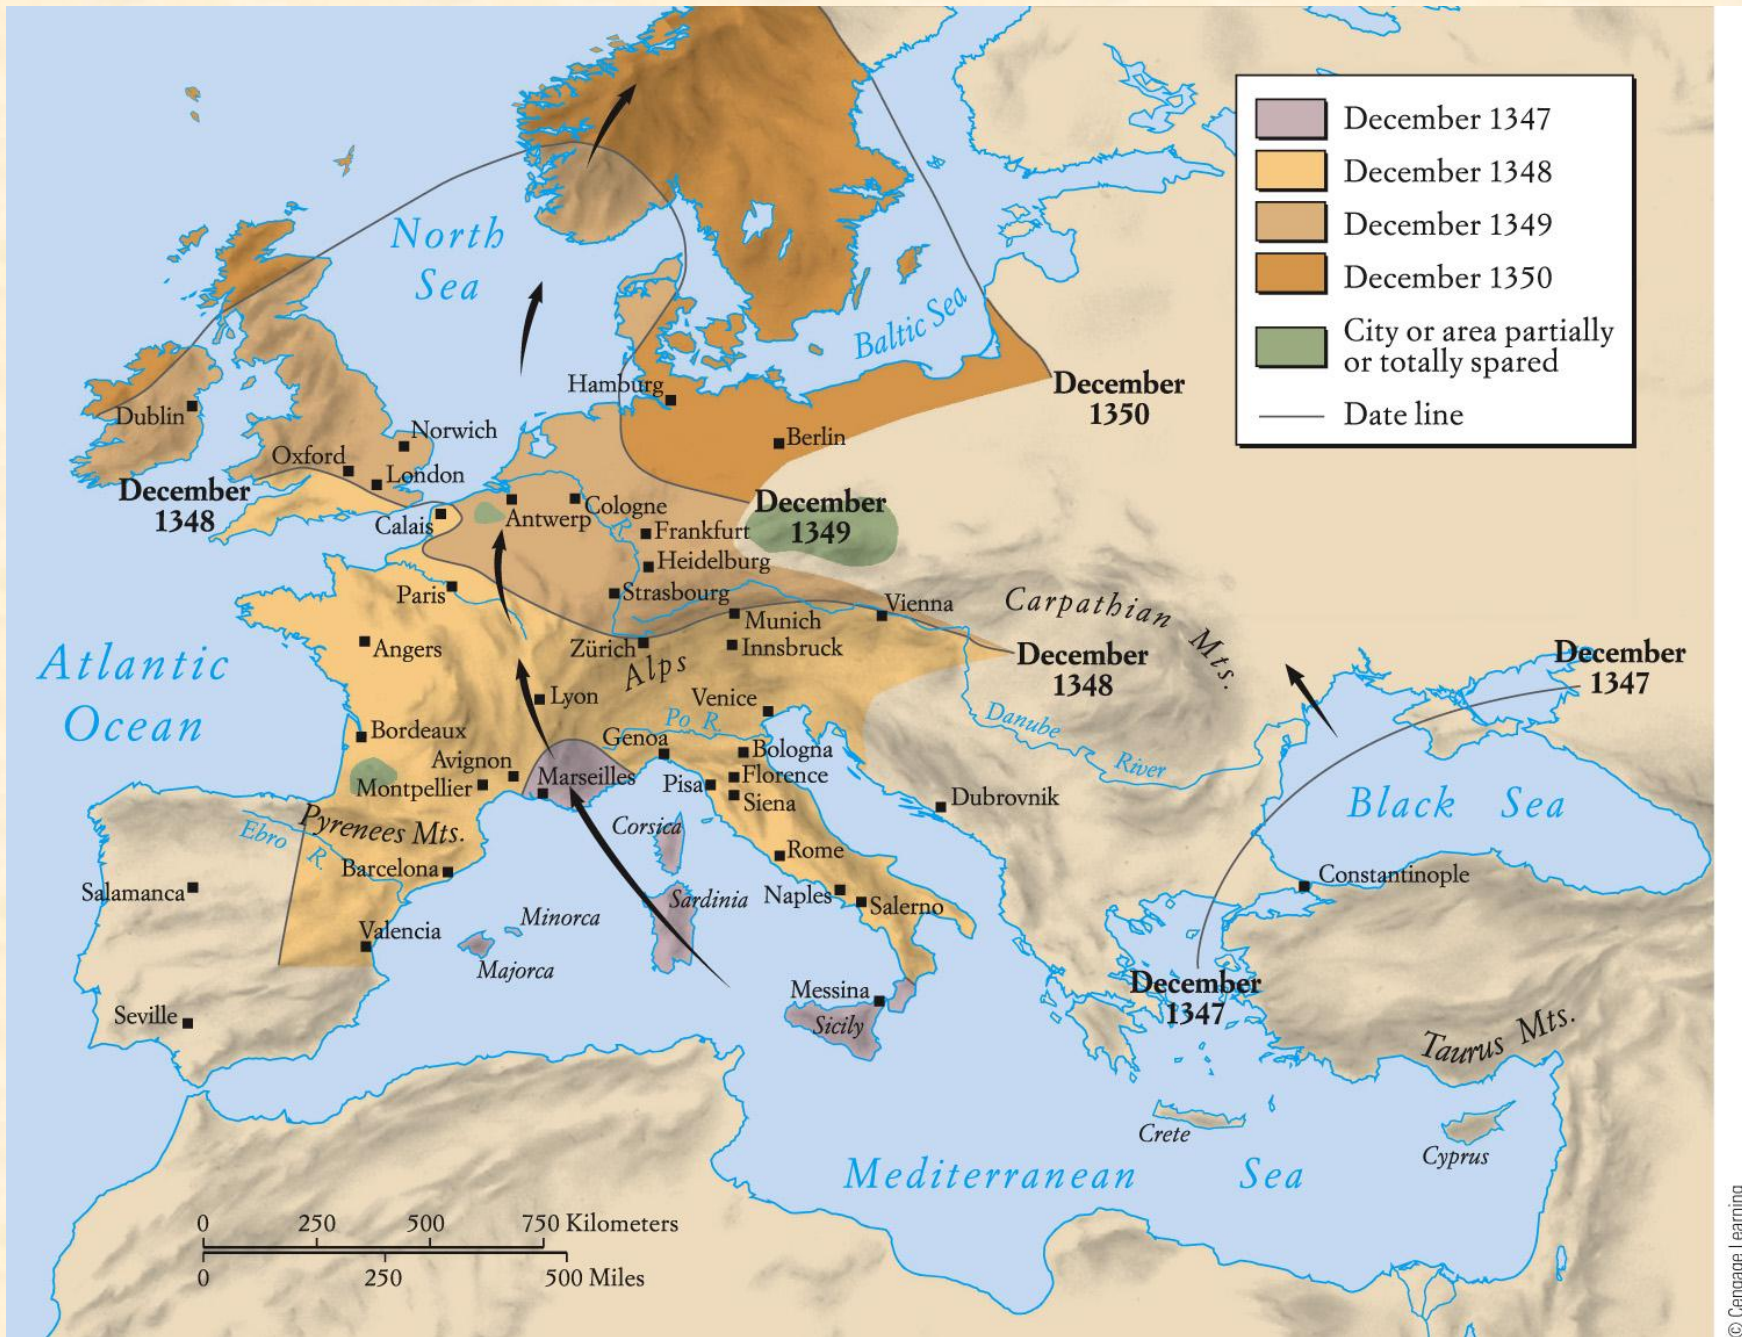 December 1347
December 1348
December 1349
December 1350
City or area partially
or totally spared
Date line
North
Sea
Baltic Sea
Hamburg
December
1350
Dublin
Norwich
Berlin
Oxford
London
December
1348
Calais
Antwerp
Cologne
December
1349
Frankfurt
Heidelburg
Paris
Strasbourg
Vienna
Carpathian Mts.
Munich
Angers
Zürich
Innsbruck
Alps
December
1348
December
1347
Atlantic
Ocean
Lyon
Venice
Po R.
Danube
River
Bordeaux
Genoa
Bologna
Avignon
Marseilles
Florence
Montpellier
Pisa
Siena
Dubrovnik
Black Sea
Pyrenees Mts.
Ebro R.
Corsica
Rome
Barcelona
Constantinople
Salamanca
Sardinia
Naples
Salerno
Minorca
Valencia
Majorca
December
1347
Messina
Sicily
Seville
Taurus Mts.
Crete
Cyprus
Mediterranean Sea
0 250 500 750 Kilometers
0 250 500 Miles
© Cengage Learning